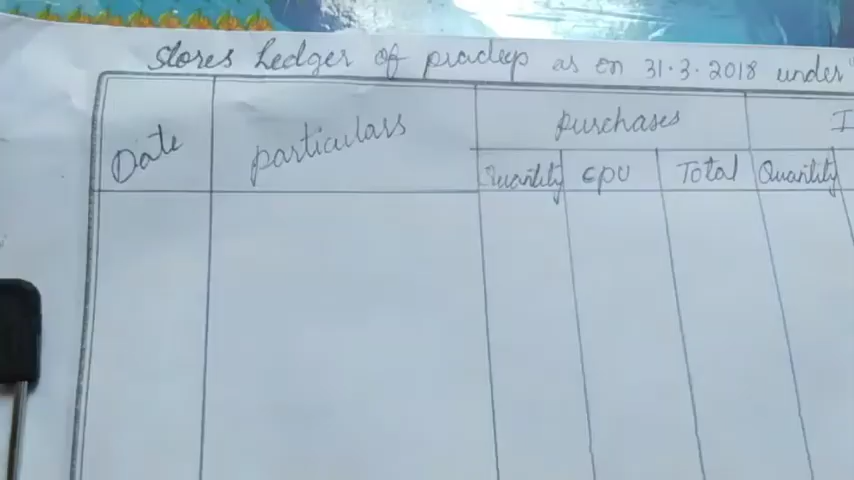 Stores Ledger of pradeep as on 31.3.2018 under "
Date particulars purchases I
Quantity CPU Total Quantity